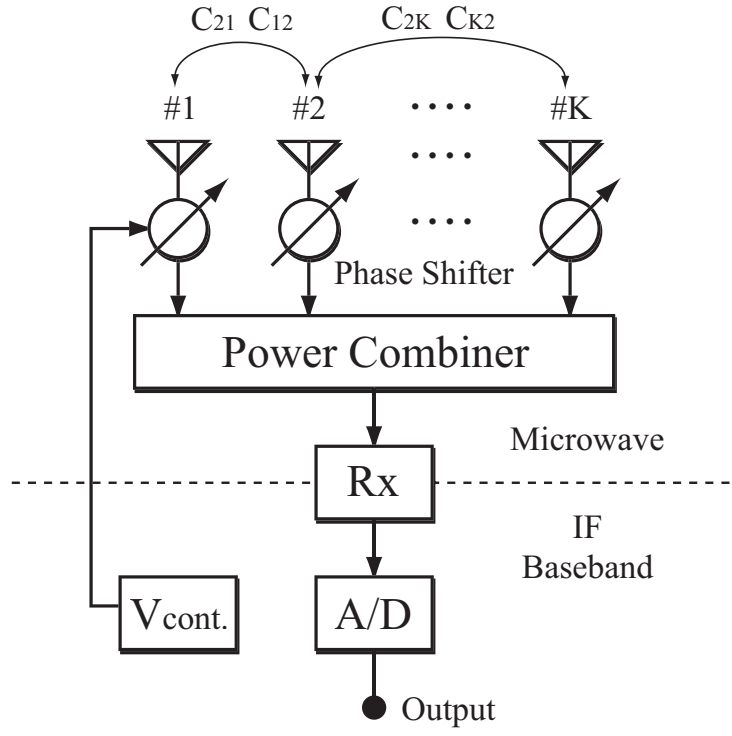 C21 C12 C2K CK2
#1 #2 .... #K
....
....
Phase Shifter
Power Combiner
Microwave
Rx
IF
Baseband
Vcont.
A/D
Output